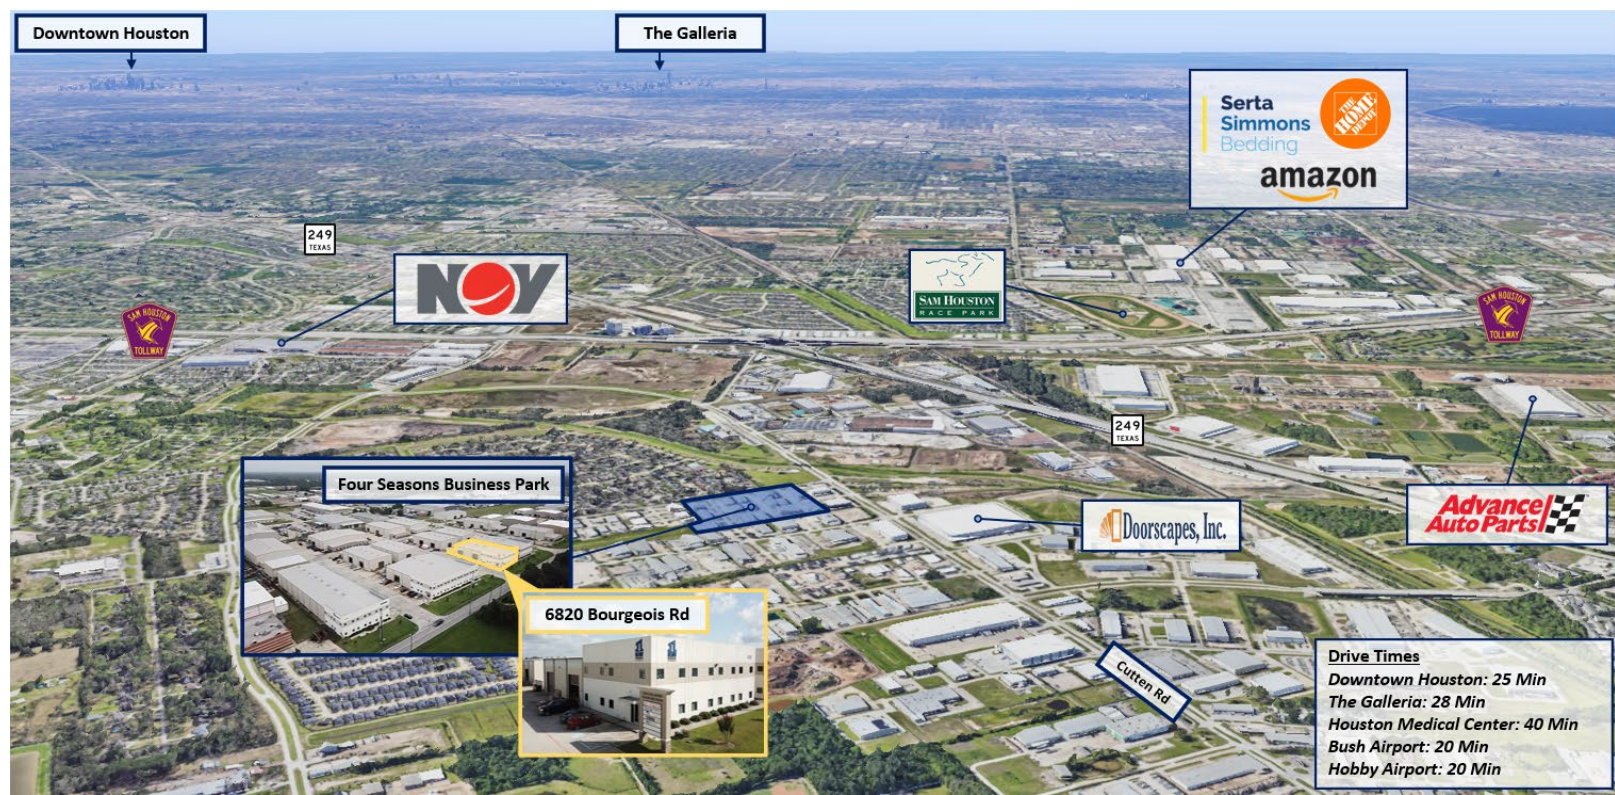 Downtown Houston
The Galleria
Serta
Simmons
Bedding
THE
HOME
DEPOT
amazon
249
TEXAS
NOV
SAM HOUSTON
RACE PARK
SAM HOUSTON
TOLLWAY
SAM HOUSTON
TOLLWAY
249
TEXAS
Four Seasons Business Park
Doorscapes, Inc.
Advance
Auto Parts
6820 Bourgeois Rd
Cutten Rd
Drive Times
Downtown Houston: 25 Min
The Galleria: 28 Min
Houston Medical Center: 40 Min
Bush Airport: 20 Min
Hobby Airport: 20 Min